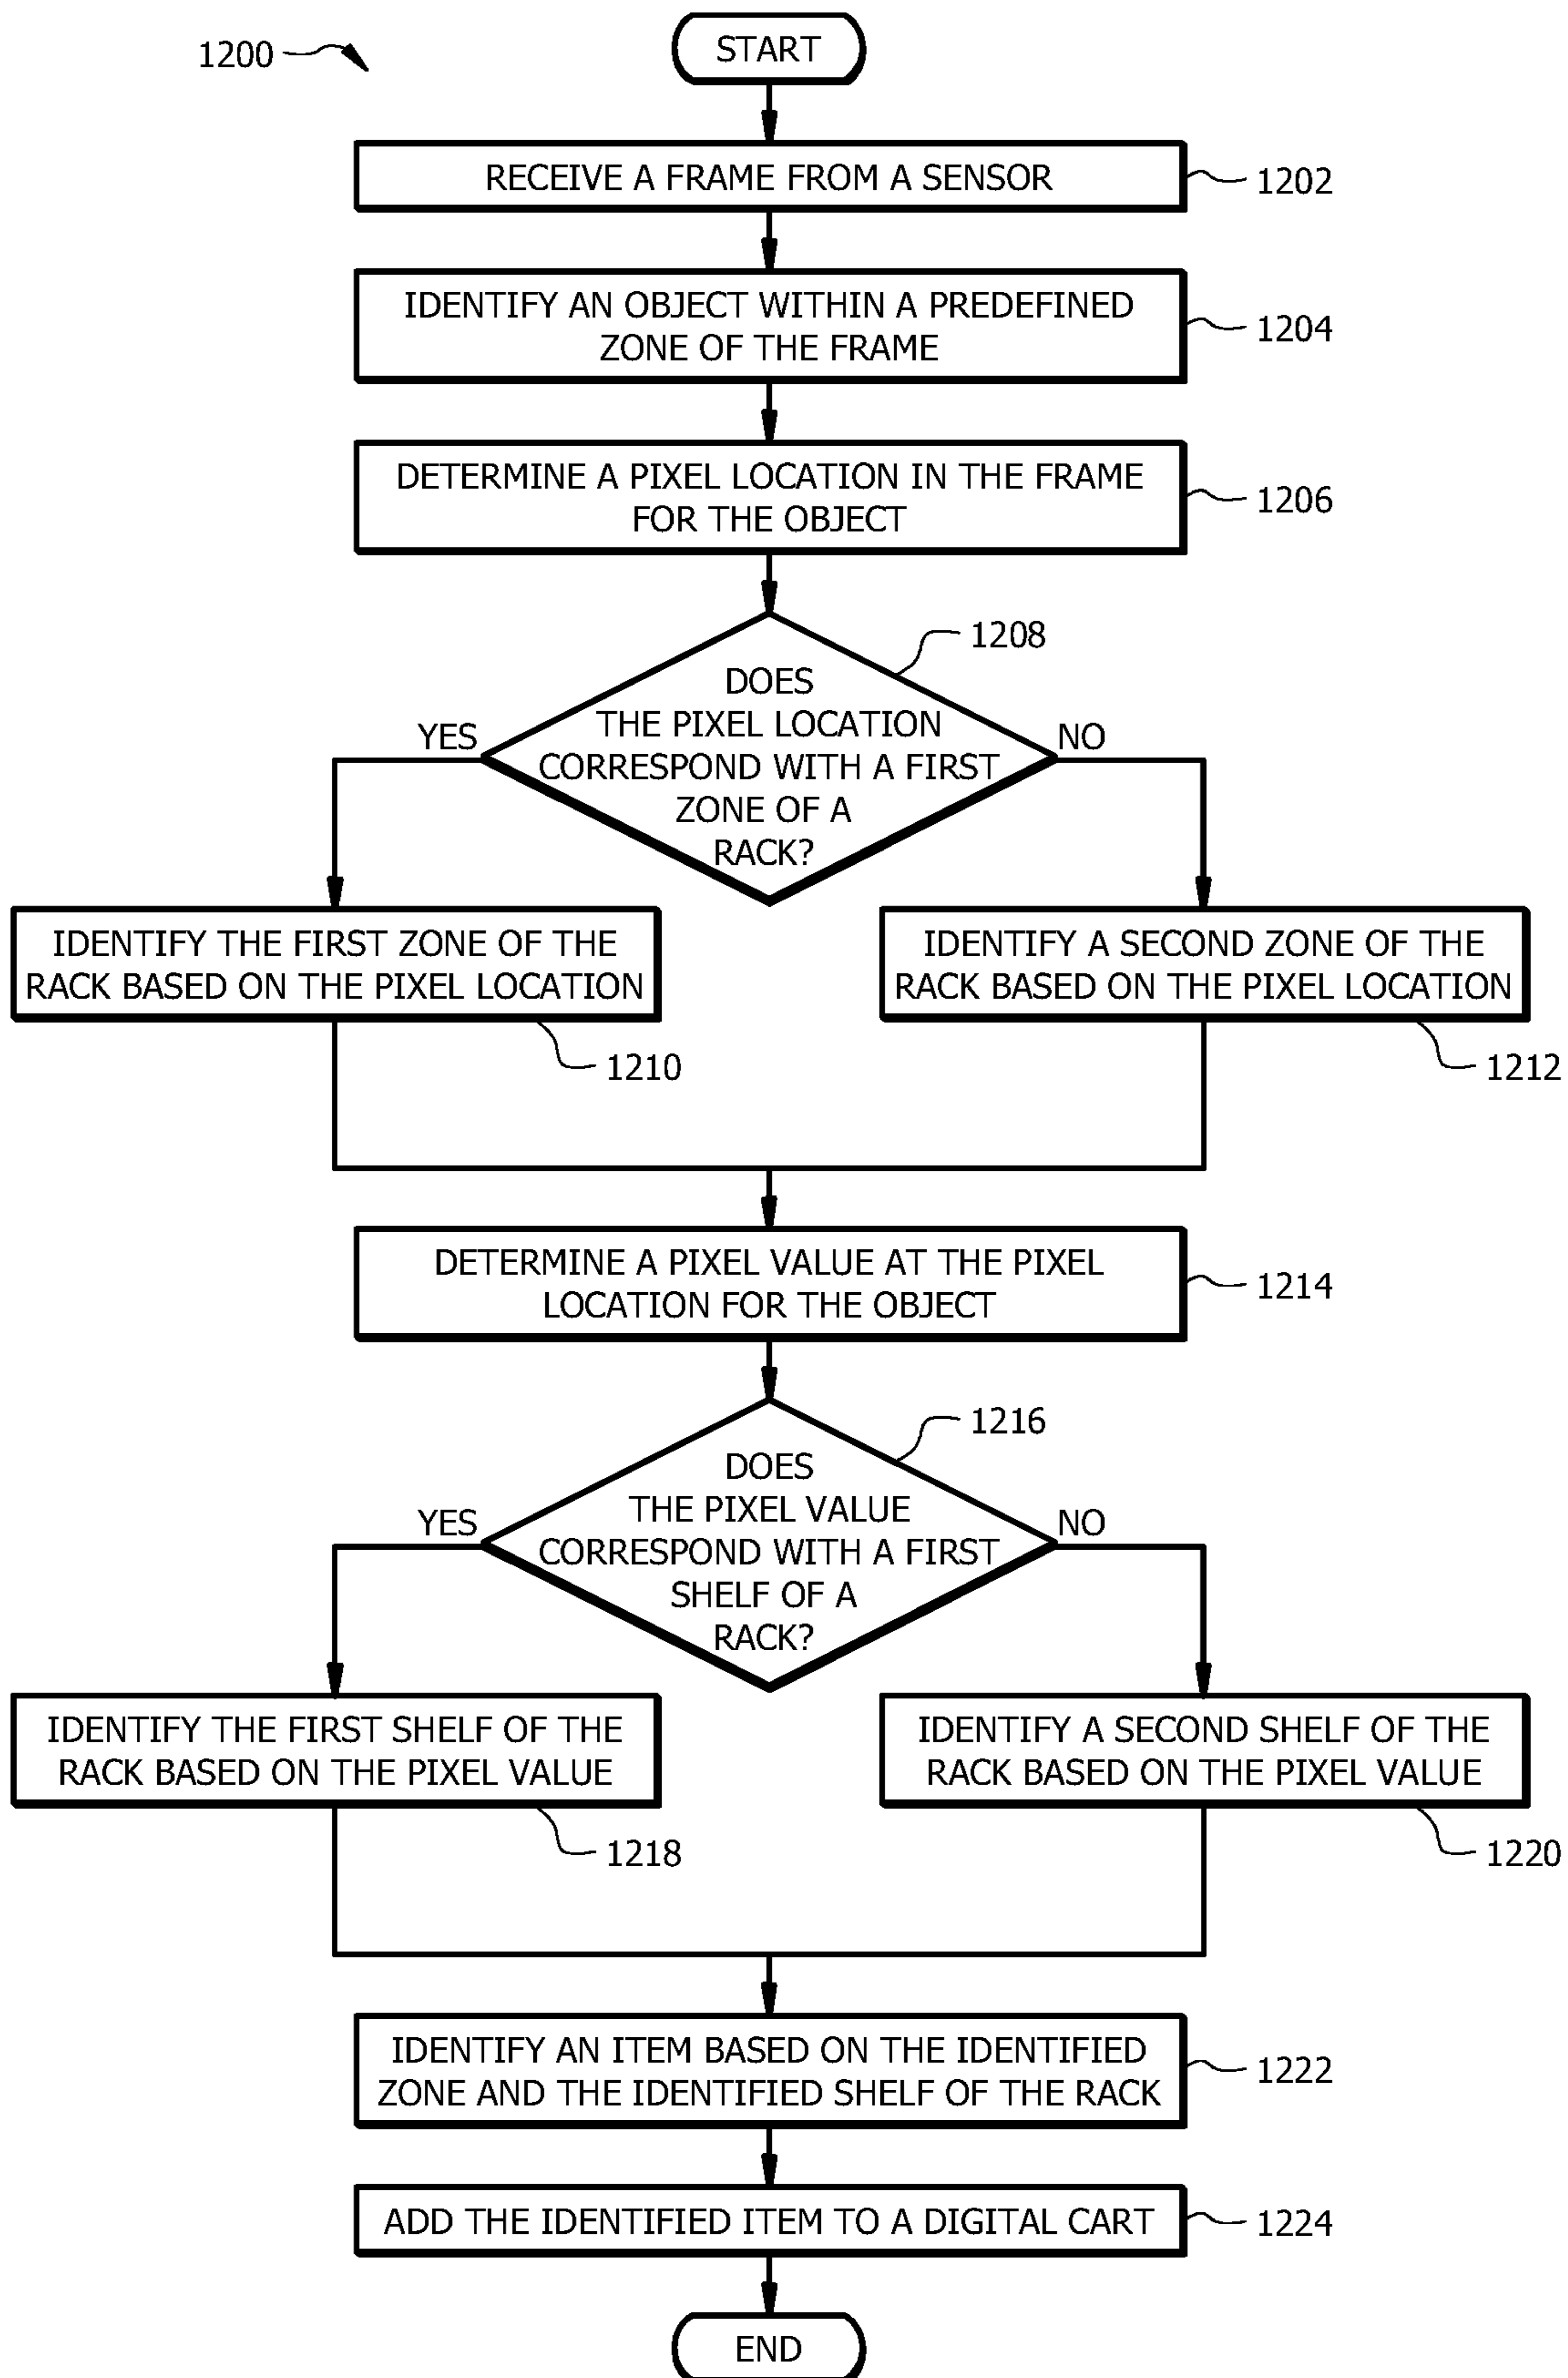 1200
START
RECEIVE A FRAME FROM A SENSOR
1202
IDENTIFY AN OBJECT WITHIN A PREDEFINED
ZONE OF THE FRAME
1204
DETERMINE A PIXEL LOCATION IN THE FRAME
FOR THE OBJECT
1206
1208
DOES
THE PIXEL LOCATION
CORRESPOND WITH A FIRST
ZONE OF A
RACK?
YES
NO
IDENTIFY THE FIRST ZONE OF THE
RACK BASED ON THE PIXEL LOCATION
1210
IDENTIFY A SECOND ZONE OF THE
RACK BASED ON THE PIXEL LOCATION
1212
DETERMINE A PIXEL VALUE AT THE PIXEL
LOCATION FOR THE OBJECT
1214
1216
DOES
THE PIXEL VALUE
CORRESPOND WITH A FIRST
SHELF OF A
RACK?
YES
NO
IDENTIFY THE FIRST SHELF OF THE
RACK BASED ON THE PIXEL VALUE
1218
IDENTIFY A SECOND SHELF OF THE
RACK BASED ON THE PIXEL VALUE
1220
IDENTIFY AN ITEM BASED ON THE IDENTIFIED
ZONE AND THE IDENTIFIED SHELF OF THE RACK
1222
ADD THE IDENTIFIED ITEM TO A DIGITAL CART
1224
END